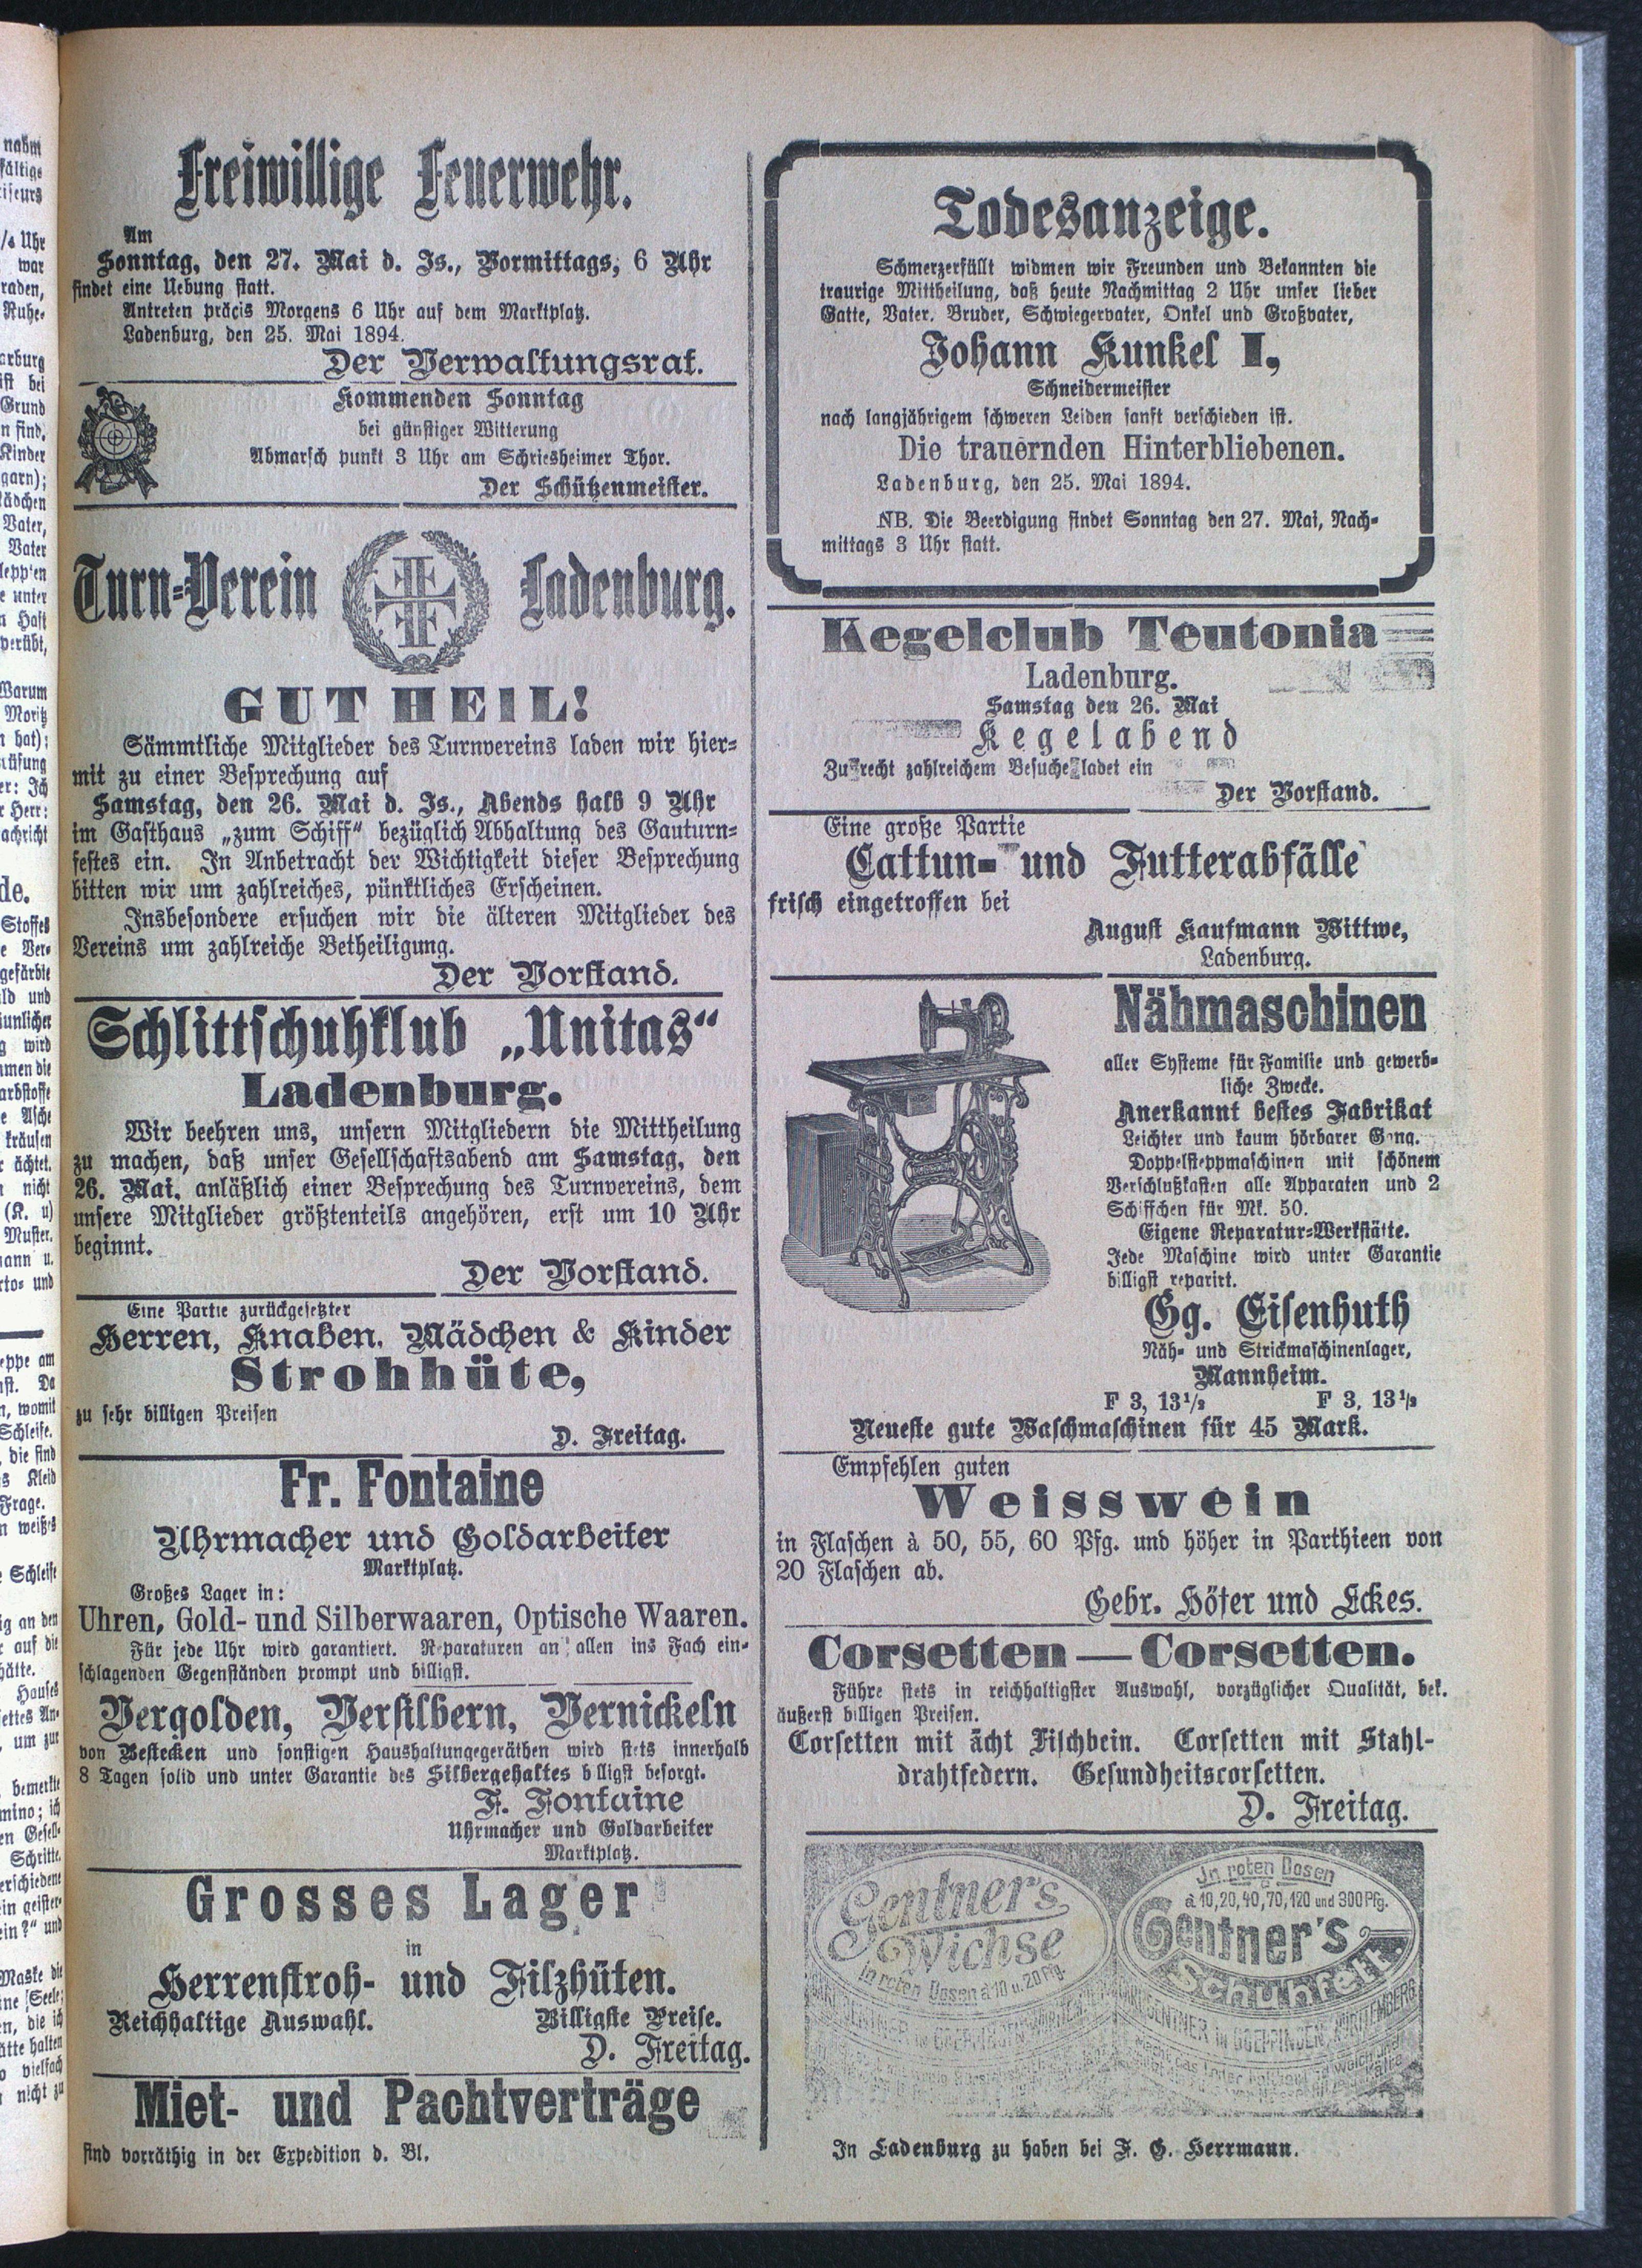 Freiwillige Feuerwehr.
Am
Sonntag, den 27. Mai d. Js., Vormittags, 6 Uhr
findet eine Uebung statt.
Antreten präcis Morgens 6 Uhr auf dem Marktplatz.
Ladenburg, den 25. Mai 1894.
Der Verwaltungsrat.
Kommenden Sonntag
bei günstiger Witterung
Abmarsch punkt 3 Uhr am Schriesheimer Thor.
Der Schützenmeister.
Turn-Verein Ladenburg.
GUT HEIL!
Sämmtliche Mitglieder des Turnvereins laden wir hier-
mit zu einer Besprechung auf
Samstag, den 26. Mai d. Js., Abends halb 9 Uhr
im Gasthaus „zum Schiff“ bezüglich Abhaltung des Gauturn-
festes ein. In Anbetracht der Wichtigkeit dieser Besprechung
bitten wir um zahlreiches, pünktliches Erscheinen.
Insbesondere ersuchen wir die älteren Mitglieder des
Vereins um zahlreiche Betheiligung.
Der Vorstand.
Schlittschuhklub „Unitas“
Ladenburg.
Wir beehren uns, unsern Mitgliedern die Mittheilung
zu machen, daß unser Gesellschaftsabend am Samstag, den
26. Mai, anläßlich einer Besprechung des Turnvereins, dem
unsere Mitglieder größtenteils angehören, erst um 10 Uhr
beginnt.
Der Vorstand.
Eine Partie zurückgesetzter
Herren, Knaben, Mädchen & Kinder
Strohhüte,
zu sehr billigen Preisen
D. Freitag.
Fr. Fontaine
Uhrmacher und Goldarbeiter
Marktplatz.
Großes Lager in:
Uhren, Gold- und Silberwaaren, Optische Waaren.
Für jede Uhr wird garantiert. Reparaturen an allen ins Fach ein-
schlagenden Gegenständen prompt und billigst.
Vergolden, Versilbern, Vernickeln
von Bestecken und sonstigen Haushaltungegeräthen wird stets innerhalb
8 Tagen solid und unter Garantie des Silbergehaltes billigst besorgt.
F. Fontaine
Uhrmacher und Goldarbeiter
Marktplatz.
Grosses Lager
in
Herrenstroh- und Filzhüten.
Reichhaltige Auswahl. Billigste Preise.
D. Freitag.
Miet- und Pachtverträge
sind vorräthig in der Expedition d. Bl.
Todesanzeige.
Schmerzerfüllt widmen wir Freunden und Bekannten die
traurige Mittheilung, daß heute Nachmittag 2 Uhr unser lieber
Gatte, Vater, Bruder, Schwiegervater, Onkel und Großvater,
Johann Kunkel I,
Schneidermeister
nach langjährigem schweren Leiden sanft verschieden ist.
Die trauernden Hinterbliebenen.
Ladenburg, den 25. Mai 1894.
NB. Die Beerdigung findet Sonntag den 27. Mai, Nach-
mittags 3 Uhr statt.
Kegelclub Teutonia
Ladenburg.
Samstag den 26. Mai
Kegelabend
Zu recht zahlreichem Besuche ladet ein
Der Vorstand.
Eine große Partie
Cattun- und Futterabfälle
frisch eingetroffen bei
August Kaufmann Wittwe,
Ladenburg.
Nähmaschinen
aller Systeme für Familie und gewerb-
liche Zwecke.
Anerkannt bestes Fabrikat
Leichter und kaum hörbarer Gang.
Doppelsteppmaschinen mit schönem
Verschlußkasten alle Apparaten und 2
Schiffchen für Mk. 50.
Eigene Reparatur-Werkstätte.
Jede Maschine wird unter Garantie
billigst reparirt.
Gg. Eisenhuth
Näh- und Strickmaschinenlager,
Mannheim.
F 3, 13½ F 3, 13½
Neueste gute Waschmaschinen für 45 Mark.
Empfehlen guten
Weisswein
in Flaschen à 50, 55, 60 Pfg. und höher in Parthieen von
20 Flaschen ab.
Gebr. Höfer und Eckes.
Corsetten — Corsetten.
Führe stets in reichhaltigster Auswahl, vorzüglicher Qualität, bek.
äußerst billigen Preisen.
Corsetten mit ächt Fischbein. Corsetten mit Stahl-
drahtfedern. Gesundheitscorsetten.
D. Freitag.
Gentner's
Wichse
in roten Dosen à 10 u. 20 Pfg.
In roten Dosen
à 10, 20, 40, 70, 120 und 300 Pfg.
Gentner's
Schuhfett.
GENTNER in GOEPPINGEN, WÜRTTEMBERG
In Ladenburg zu haben bei F. G. Herrmann.